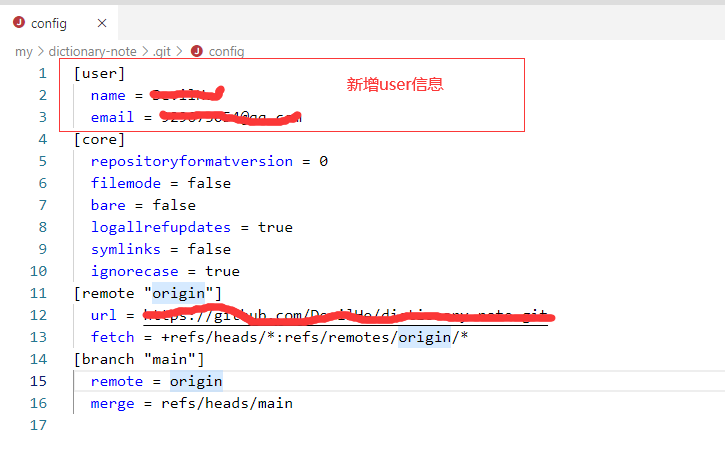 config
my > dictionary-note > .git > config
1 [user]
2 name =
3 email =
新增user信息
4 [core]
5 repositoryformatversion = 0
6 filemode = false
7 bare = false
8 logallrefupdates = true
9 symlinks = false
10 ignorecase = true
11 [remote "origin"]
12 url =
13 fetch = +refs/heads/*:refs/remotes/origin/*
14 [branch "main"]
15 remote = origin
16 merge = refs/heads/main
17